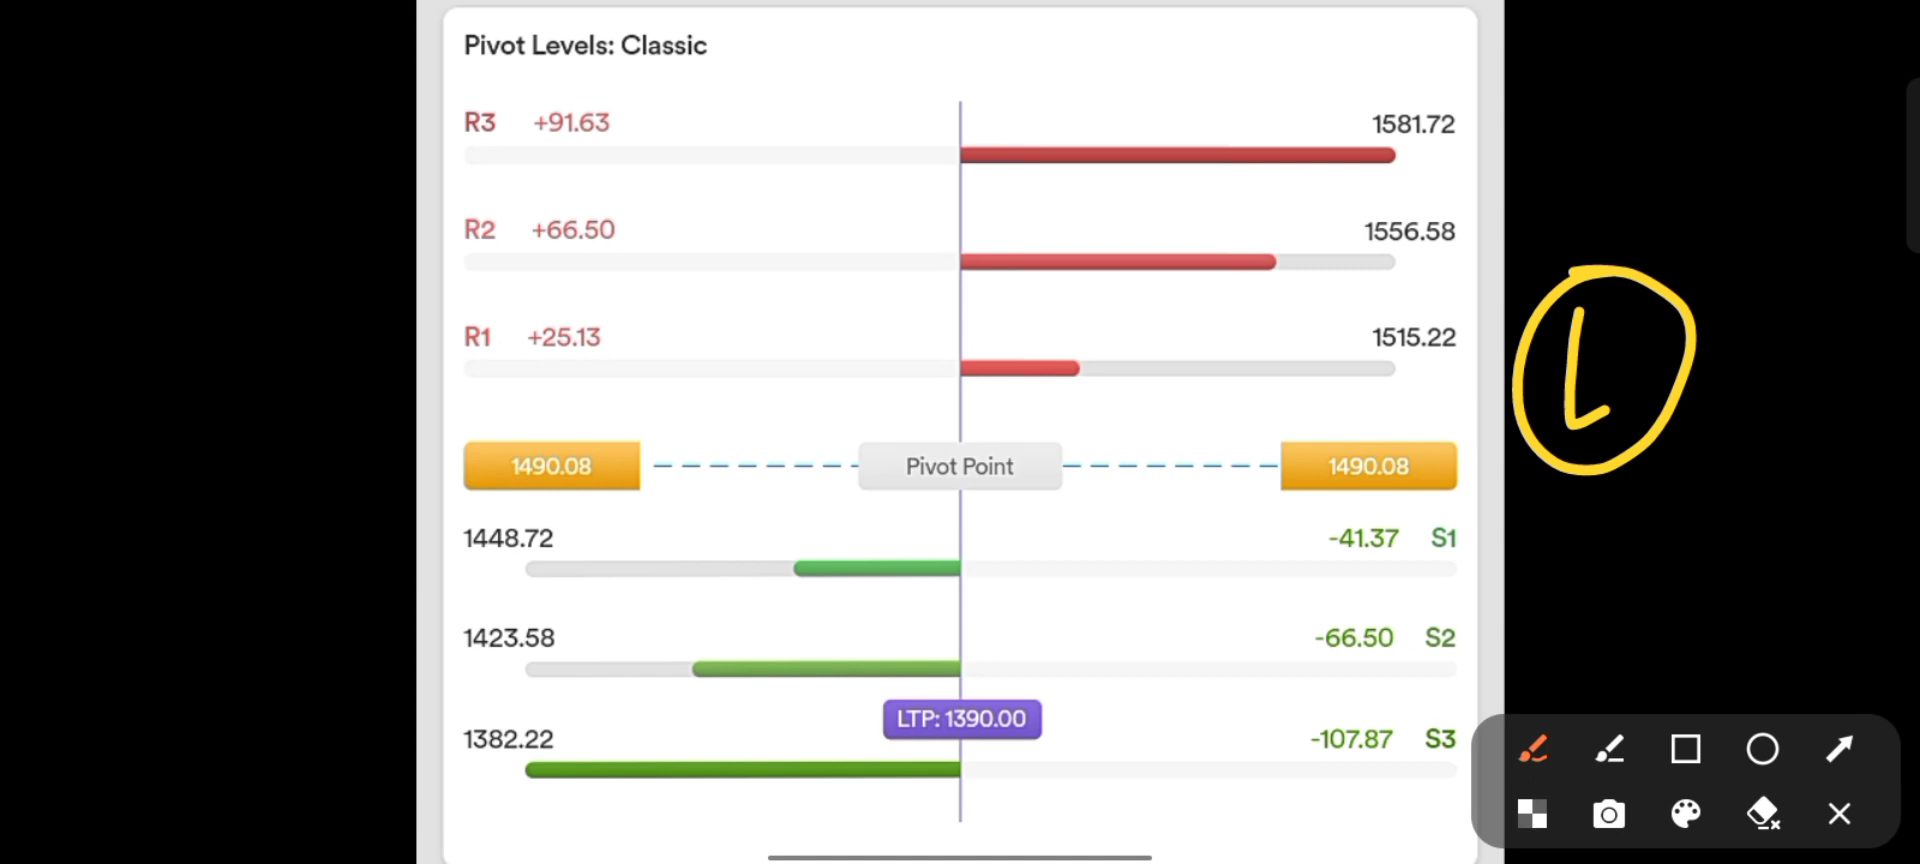 Pivot Levels: Classic
R3 +91.63 1581.72
R2 +66.50 1556.58
R1 +25.13 1515.22
1490.08 Pivot Point 1490.08
1448.72 -41.37 S1
1423.58 -66.50 S2
LTP: 1390.00
1382.22 -107.87 S3
L